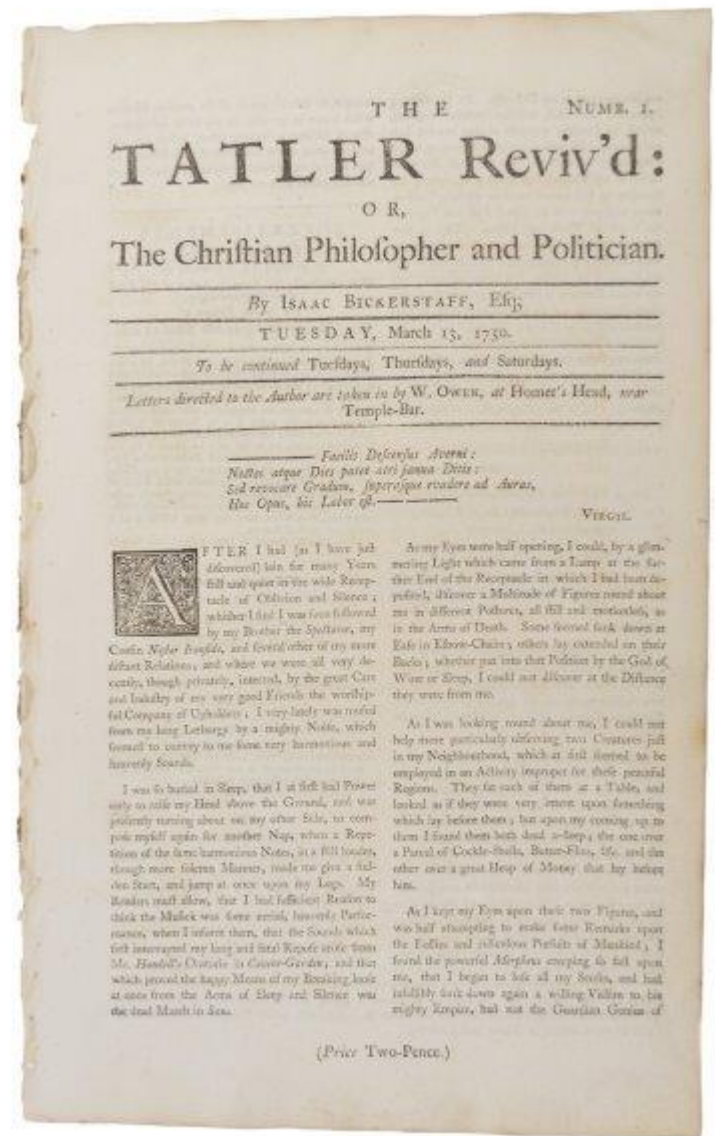 THE
NUMB. 1.
TATLER Reviv'd:
OR,
The Chriſtian Philoſopher and Politician.
By ISAAC BICKERSTAFF, Eſq;
TUESDAY, March 13, 1750.
To be continued Tueſdays, Thurſdays, and Saturdays.
Letters directed to the Author are taken in by W. OWEN, at Homer's Head, near
Temple-Bar.
Facilis Deſcenſus Averni:
Noctes atque Dies patet atri janua Ditis:
Sed revocare Gradum, ſuperaſque evadere ad Auras,
Hoc Opus, hic Labor eſt.
VIRGIL.
AFTER I had (as I have juſt
diſcovered) lain for many Years
ſtill and quiet in the wide Recep-
tacle of Oblivion and Silence;
whither I find I was ſoon followed
by my Brother the Spectator, my
Couſin Neſtor Ironſide, and ſeveral other of my more
diſtant Relations; and where we were all very de-
cently, though privately, interred, by the great Care
and Induſtry of my very good Friends the worſhip-
ful Company of Upholders; I very lately was rouſed
from my long Lethargy by a mighty Noiſe, which
ſeemed to convey to me ſome very harmonious and
heavenly Sounds.
I was ſo buried in Sleep, that I at firſt had Power
only to raiſe my Head above the Ground, and was
preſently turning about on my other Side, to com-
poſe myſelf again for another Nap, when a Repe-
tition of the ſame harmonious Notes, in a ſtill louder,
though more ſolemn Manner, made me give a ſud-
den Start, and jump at once upon my Legs. My
Readers muſt allow, that I had ſufficient Reaſon to
think the Muſick was ſome aerial, heavenly Perfor-
mance, when I inform them, that the Sounds which
firſt interrupted my long and fatal Repoſe aroſe from
Mr. Handell's Oratorio in Covent-Garden; and that
which proved the happy Means of my Breaking looſe
at once from the Arms of Sleep and Silence was
the dead March in Saul.
As my Eyes were half opening, I could, by a glim-
mering Light which came from a Lamp at the far-
ther End of the Receptacle in which I had been de-
poſited, diſcover a Multitude of Figures round about
me in different Poſtures, all ſtill and motionleſs, as
in the Arms of Death. Some ſeemed ſunk down at
Eaſe in Elbow-Chairs; others lay extended on their
Backs; whether put into that Poſition by the God of
Wine or Sleep, I could not diſcover at the Diſtance
they were from me.
As I was looking round about me, I could not
help more particularly obſerving two Creatures juſt
in my Neighbourhood, which at firſt ſeemed to be
employed in an Activity improper for theſe peaceful
Regions. They ſat each of them at a Table, and
looked as if they were very intent upon ſomething
which lay before them; but upon my coming up to
them I found them both dead a-ſleep; the one over
a Parcel of Cockle-Shells, Butter-Flies, &c. and the
other over a great Heap of Money that lay before
him.
As I kept my Eyes upon theſe two Figures, and
was half attempting to make ſome Remarks upon
the Follies and ridiculous Purſuits of Mankind; I
found the powerful Morpheus creeping ſo faſt upon
me, that I began to loſe all my Senſes, and had
infallibly ſunk down again a willing Victim to his
mighty Empire, had not the Guardian Genius of
(Price Two-Pence.)